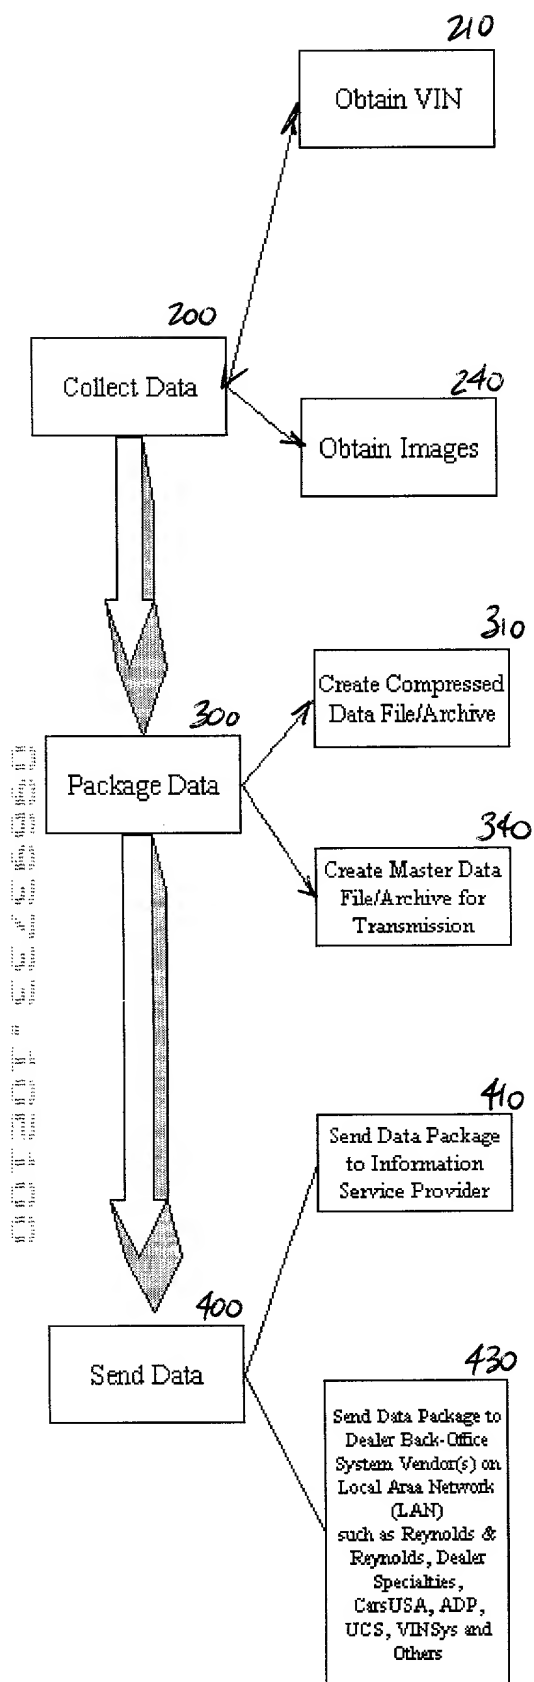 210
Obtain VIN
200
Collect Data
240
Obtain Images
310
Create Compressed
Data File/Archive
300
Package Data
340
Create Master Data
File/Archive for
Transmission
410
Send Data Package
to Information
Service Provider
400
Send Data
430
Send Data Package to
Dealer Back-Office
System Vendor(s) on
Local Araa Network
(LAN)
such as Reynolds &
Reynolds, Dealer
Specialties,
CarsUSA, ADP,
UCS, VINSys and
Others